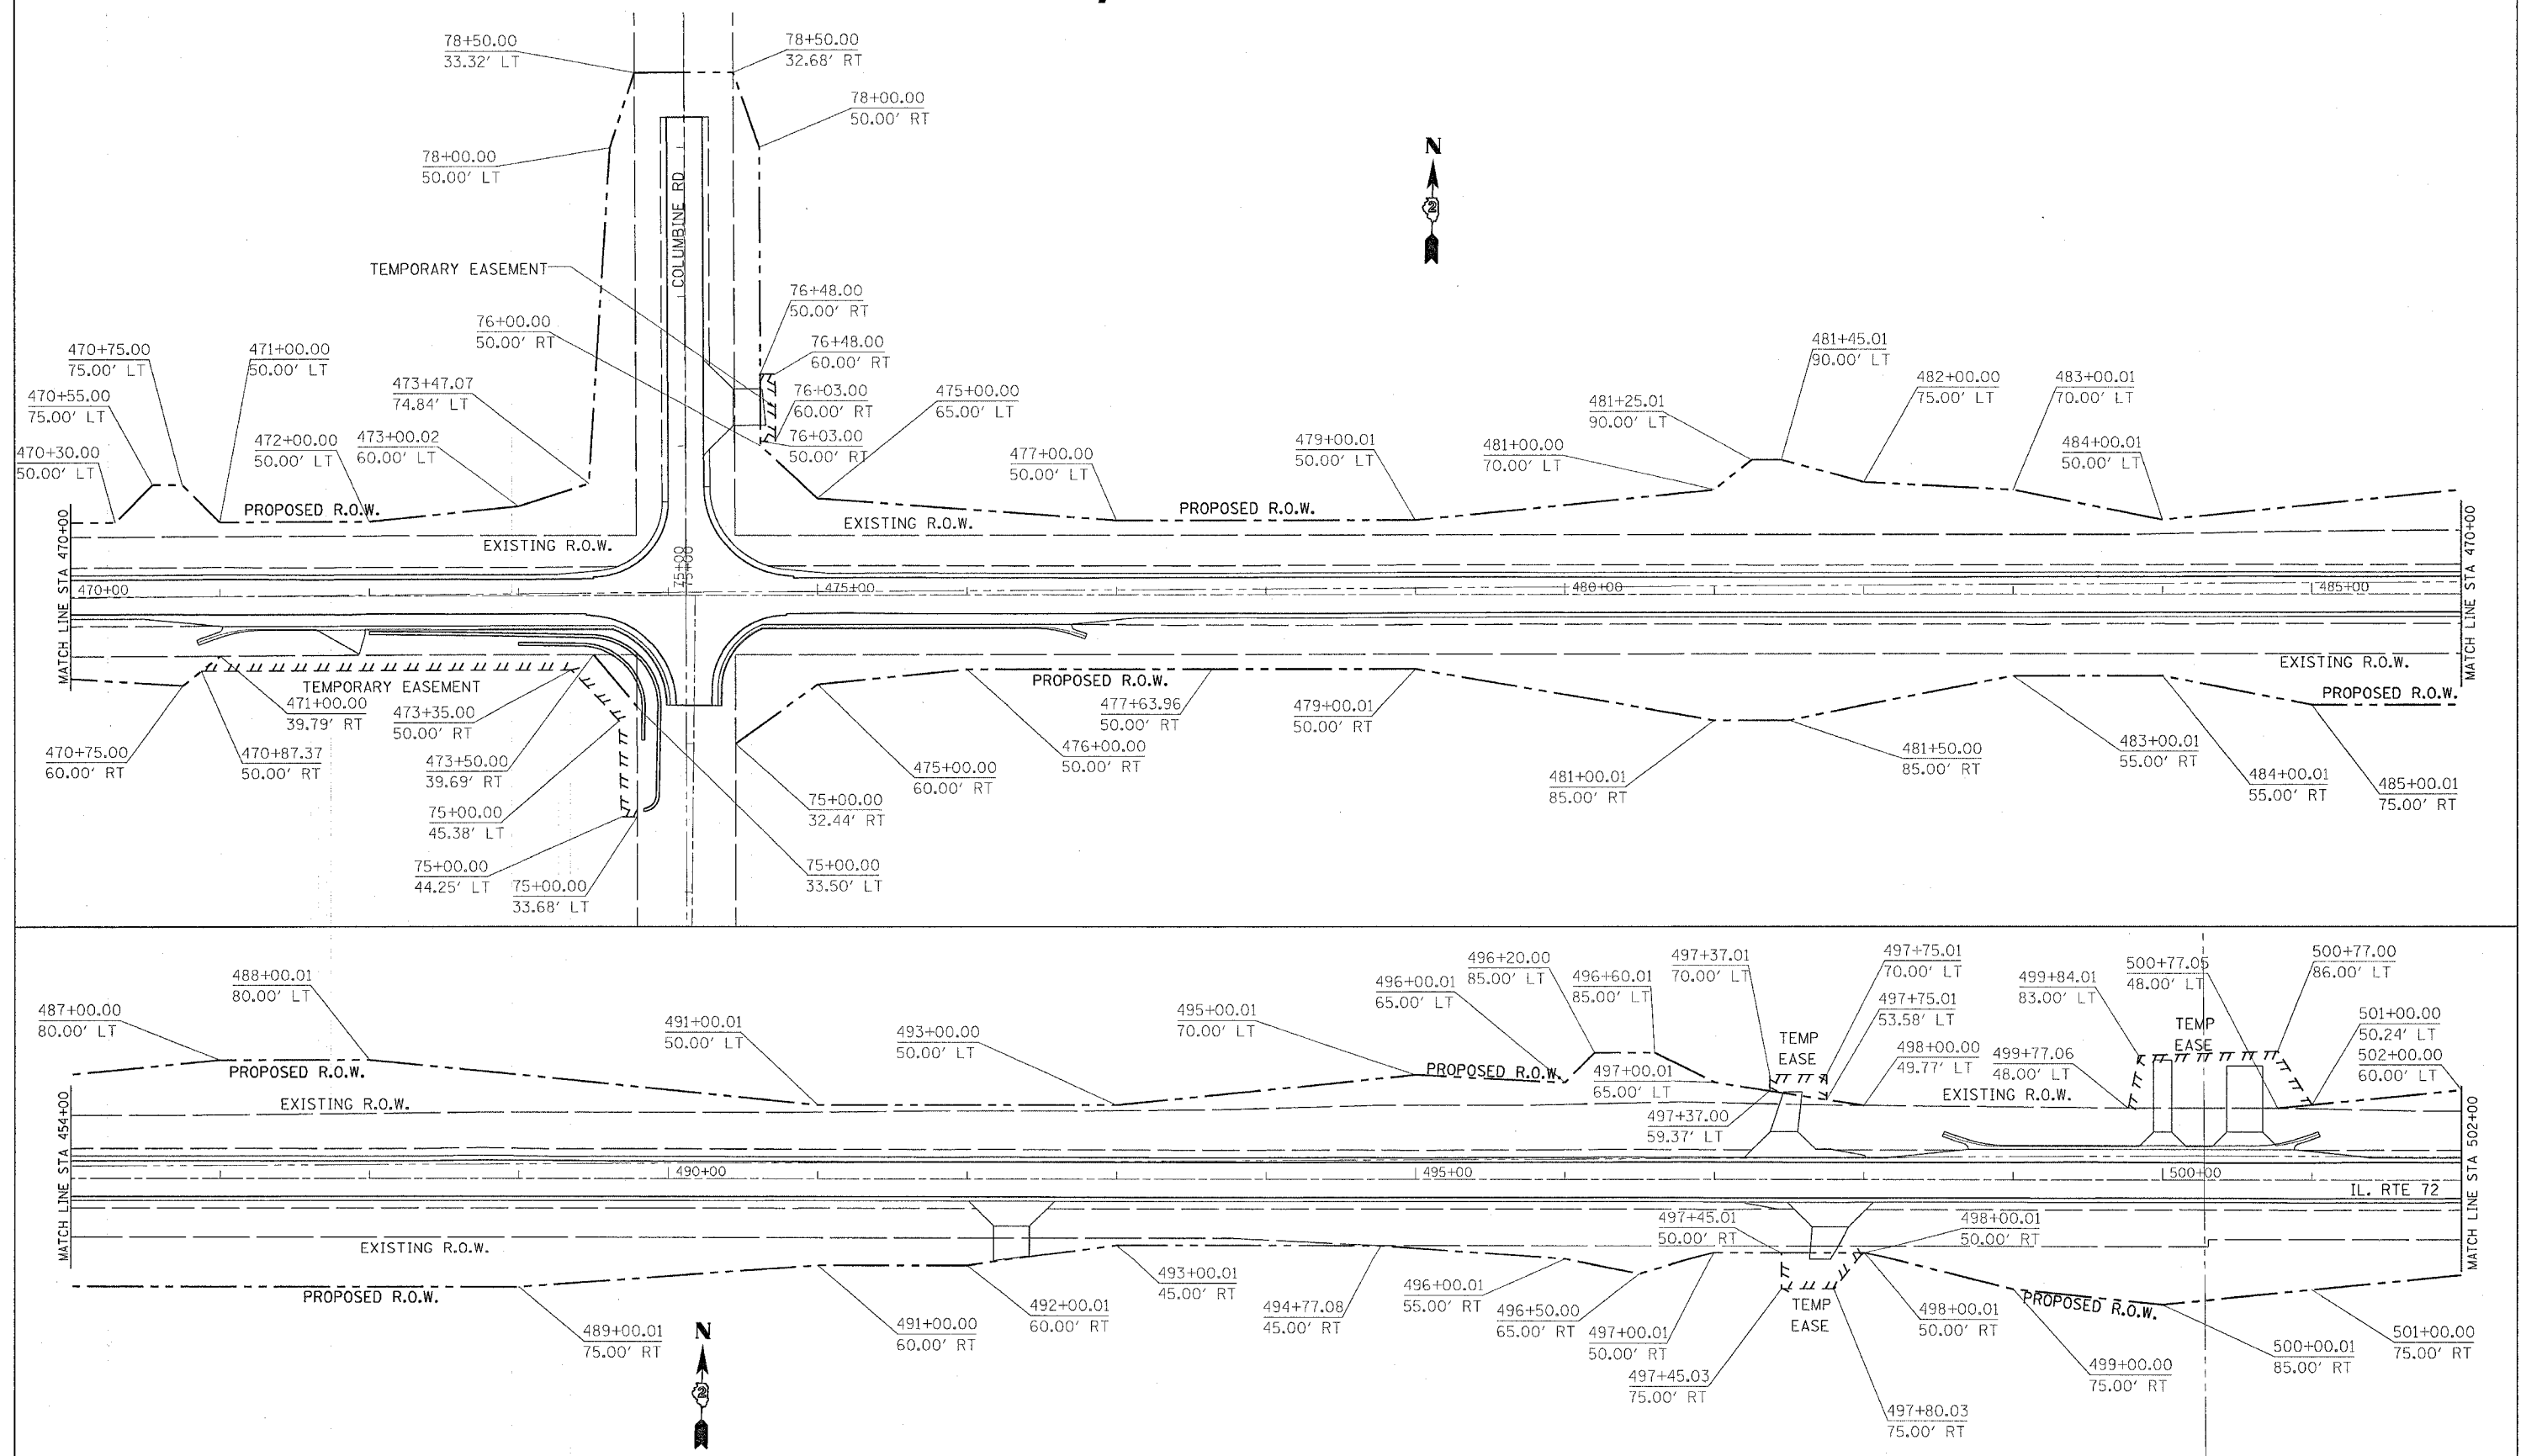 78+50.00
33.32' LT
78+50.00
32.68' RT
78+00.00
50.00' RT
78+00.00
50.00' LT
N
2
COLUMBINE RD
TEMPORARY EASEMENT
76+48.00
50.00' RT
76+00.00
50.00' RT
76+48.00
60.00' RT
76+03.00
60.00' RT
76+03.00
50.00' RT
470+75.00
75.00' LT
471+00.00
50.00' LT
473+47.07
74.84' LT
475+00.00
65.00' LT
470+55.00
75.00' LT
472+00.00
50.00' LT
473+00.02
60.00' LT
470+30.00
50.00' LT
477+00.00
50.00' LT
479+00.01
50.00' LT
481+00.00
70.00' LT
481+25.01
90.00' LT
481+45.01
90.00' LT
482+00.00
75.00' LT
483+00.01
70.00' LT
484+00.01
50.00' LT
PROPOSED R.O.W.
PROPOSED R.O.W.
EXISTING R.O.W.
EXISTING R.O.W.
MATCH LINE STA 470+00
MATCH LINE STA 470+00
75+00
75+00
470+00
475+00
480+00
485+00
EXISTING R.O.W.
PROPOSED R.O.W.
PROPOSED R.O.W.
TEMPORARY EASEMENT
471+00.00
39.79' RT
473+35.00
50.00' RT
477+63.96
50.00' RT
479+00.01
50.00' RT
470+75.00
60.00' RT
470+87.37
50.00' RT
473+50.00
39.69' RT
476+00.00
50.00' RT
475+00.00
60.00' RT
481+00.01
85.00' RT
481+50.00
85.00' RT
483+00.01
55.00' RT
484+00.01
55.00' RT
485+00.01
75.00' RT
75+00.00
45.38' LT
75+00.00
32.44' RT
75+00.00
44.25' LT
75+00.00
33.68' LT
75+00.00
33.50' LT
487+00.00
80.00' LT
488+00.01
80.00' LT
491+00.01
50.00' LT
493+00.00
50.00' LT
495+00.01
70.00' LT
496+00.01
65.00' LT
496+20.00
85.00' LT
496+60.01
85.00' LT
497+37.01
70.00' LT
497+75.01
70.00' LT
497+75.01
53.58' LT
499+84.01
83.00' LT
500+77.05
48.00' LT
500+77.00
86.00' LT
501+00.00
50.24' LT
502+00.00
60.00' LT
TEMP
EASE
TEMP
EASE
498+00.00
49.77' LT
499+77.06
48.00' LT
497+00.01
65.00' LT
497+37.00
59.37' LT
PROPOSED R.O.W.
PROPOSED R.O.W.
EXISTING R.O.W.
EXISTING R.O.W.
MATCH LINE STA 454+00
MATCH LINE STA 502+00
490+00
495+00
500+00
IL. RTE 72
EXISTING R.O.W.
PROPOSED R.O.W.
PROPOSED R.O.W.
497+45.01
50.00' RT
498+00.01
50.00' RT
489+00.01
75.00' RT
491+00.00
60.00' RT
492+00.01
60.00' RT
493+00.01
45.00' RT
494+77.08
45.00' RT
496+00.01
55.00' RT
496+50.00
65.00' RT
497+00.01
50.00' RT
497+45.03
75.00' RT
TEMP
EASE
498+00.01
50.00' RT
497+80.03
75.00' RT
499+00.00
75.00' RT
500+00.01
85.00' RT
501+00.00
75.00' RT
N
2